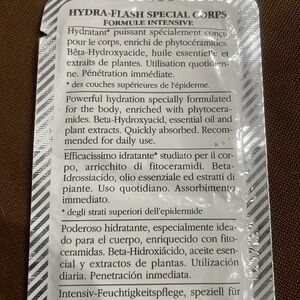 HYDRA-FLASH SPECIAL CORPS
FORMULE INTENSIVE
Hydratant* puissant spécialement conçu
pour le corps, enrichi de phytocéramides.
Bêta-Hydroxyacide, huile essentielle et
extraits de plantes. Utilisation quotidien-
ne. Pénétration immédiate.
* des couches supérieures de l'épiderme.
Powerful hydration specially formulated
for the body, enriched with phytocera-
mides. Beta-Hydroxyacid, essential oil and
plant extracts. Quickly absorbed. Recom-
mended for daily use.
Efficacissimo idratante* studiato per il cor-
po, arricchito di fitoceramidi. Beta-
Idrossiacido, olio essenziale ed estratti di
piante. Uso quotidiano. Assorbimento
immediato.
* degli strati superiori dell'epidermide
Poderoso hidratante, especialmente idea-
do para el cuerpo, enriquecido con fito-
ceramidas. Beta-Hidroxiácido, aceite esen-
cial y extractos de plantas. Utilización
diaria. Penetración inmediata.
Intensiv-Feuchtigkeitspflege, speziell für